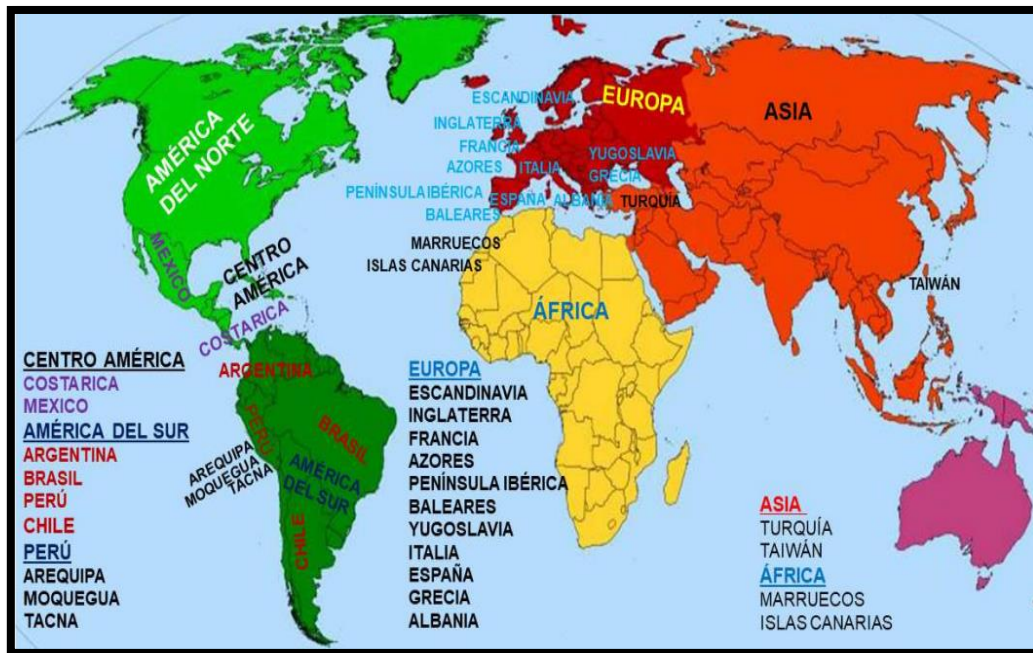 AMÉRICA
DEL NORTE
MEXICO
CENTRO
AMÉRICA
COSTARICA
ESCANDINAVIA
EUROPA
INGLATERRA
FRANCIA
YUGOSLAVIA
AZORES
ITALIA
GRECIA
PENÍNSULA IBÉRICA
ESPAÑA
ALBANIA
TURQUIA
BALEARES
MARRUECOS
ISLAS CANARIAS
ASIA
TAIWÁN
ÁFRICA
ARGENTINA
PERÚ
BRASIL
AREQUIPA
MOQUEGUA
TACNA
AMÉRICA
DEL SUR
CHILE
CENTRO AMÉRICA
COSTARICA
MEXICO
AMÉRICA DEL SUR
ARGENTINA
BRASIL
PERÚ
CHILE
PERÚ
AREQUIPA
MOQUEGUA
TACNA
EUROPA
ESCANDINAVIA
INGLATERRA
FRANCIA
AZORES
PENÍNSULA IBÉRICA
BALEARES
YUGOSLAVIA
ITALIA
ESPAÑA
GRECIA
ALBANIA
ASIA
TURQUÍA
TAIWÁN
ÁFRICA
MARRUECOS
ISLAS CANARIAS